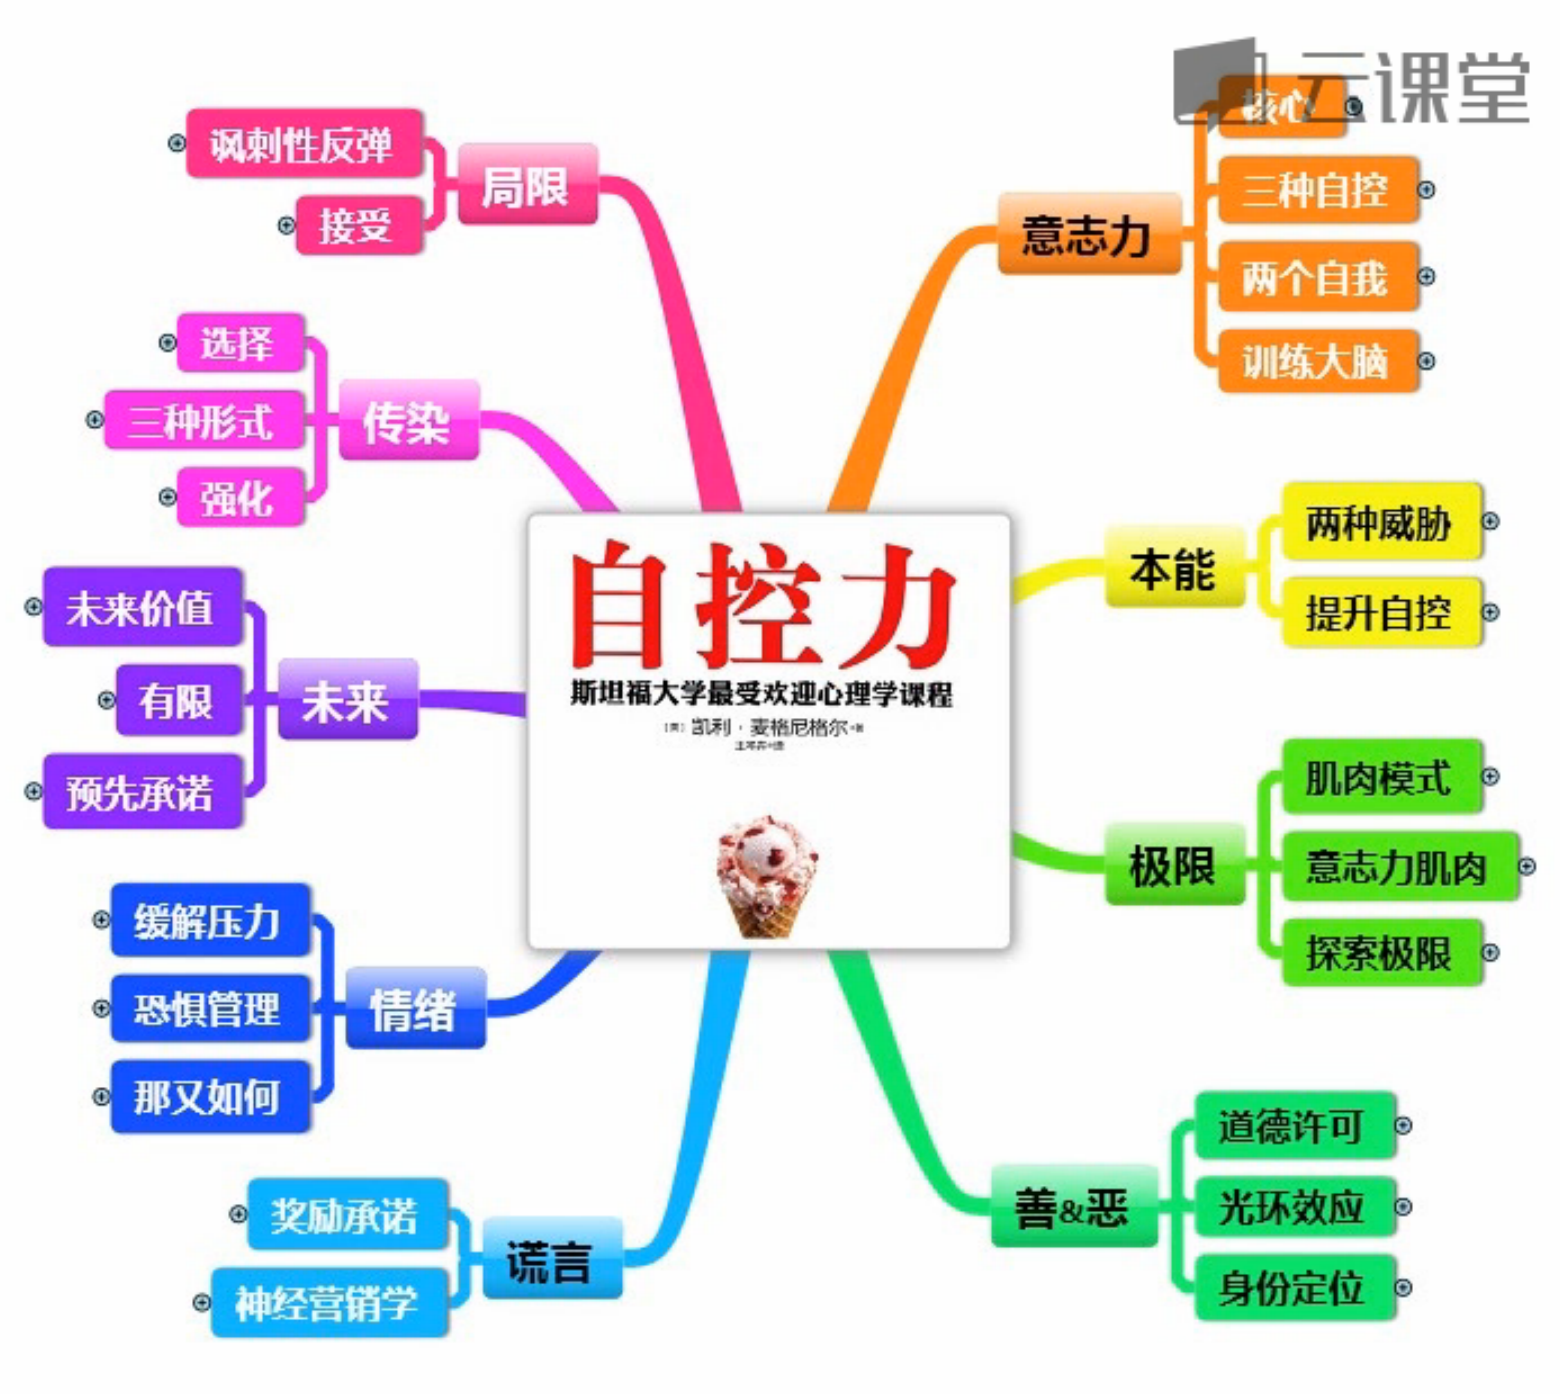 云课堂
自控力
斯坦福大学最受欢迎心理学课程
[美] 凯利·麦格尼格尔 著
意志力
核心
三种自控
两个自我
训练大脑
本能
两种威胁
提升自控
极限
肌肉模式
意志力肌肉
探索极限
善&恶
道德许可
光环效应
身份定位
谎言
奖励承诺
神经营销学
情绪
缓解压力
恐惧管理
那又如何
未来
未来价值
有限
预先承诺
传染
选择
三种形式
强化
局限
讽刺性反弹
接受